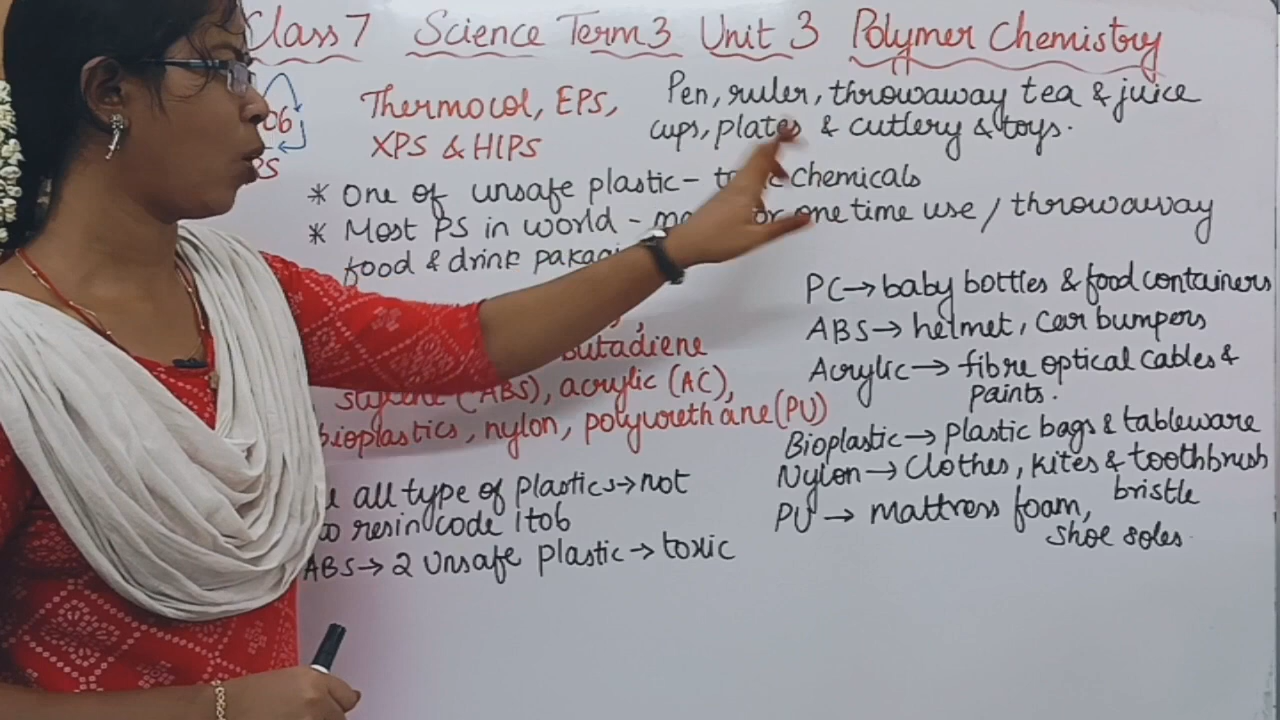 Class 7 Science Term 3 Unit 3 Polymer Chemistry
06
PS
Thermocol, EPS,
XPS & HIPS
Pen, ruler, throwaway tea & juice
cups, plates & cutlery & toys.
* One of unsafe plastic - chemicals
* Most PS in world - one time use / throwaway
food & drink
butadiene
styrene (ABS), acrylic (AC),
bioplastics, nylon, polyurethane (PU)
all type of plastics → not
resin code 1 to 6
ABS → 2 unsafe plastic → toxic
PC → baby bottles & food containers
ABS → helmet, car bumpers
Acrylic → fibre optical cables &
paints.
Bioplastic → plastic bags & tableware
Nylon → clothes, kites & toothbrush
bristle
PU → mattress foam,
shoe soles.